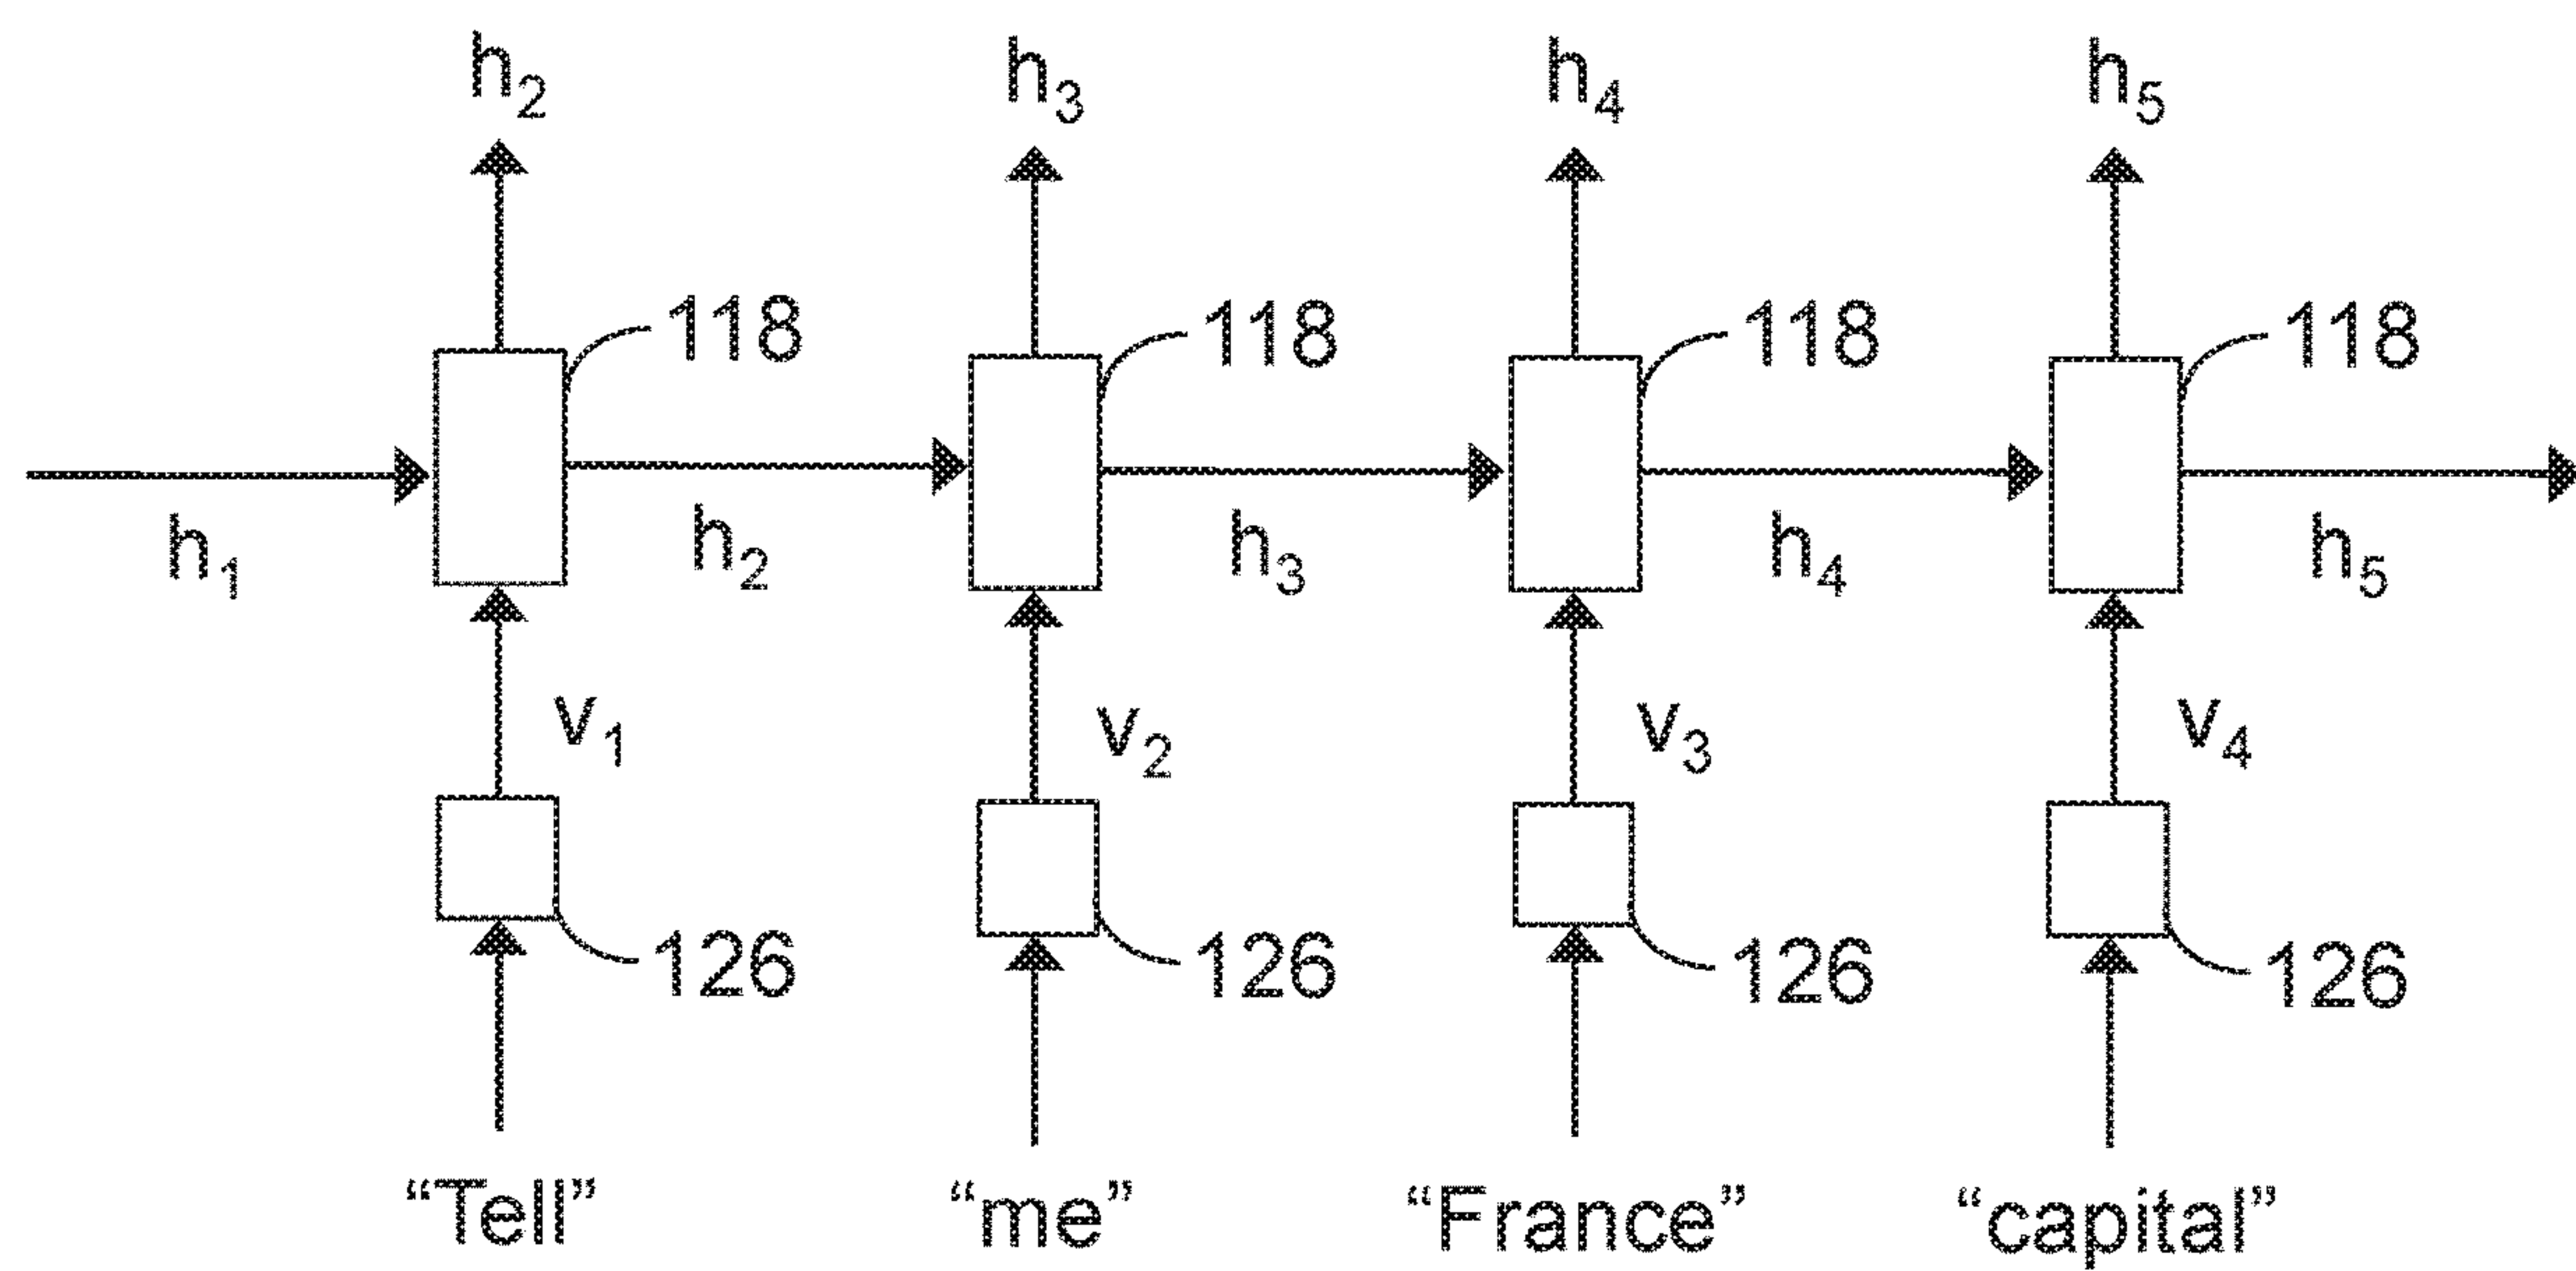 h2 h3 h4 h5
118 118 118 118
h1 h2 h3 h4 h5
v1 v2 v3 v4
126 126 126 126
“Tell” “me” “France” “capital”